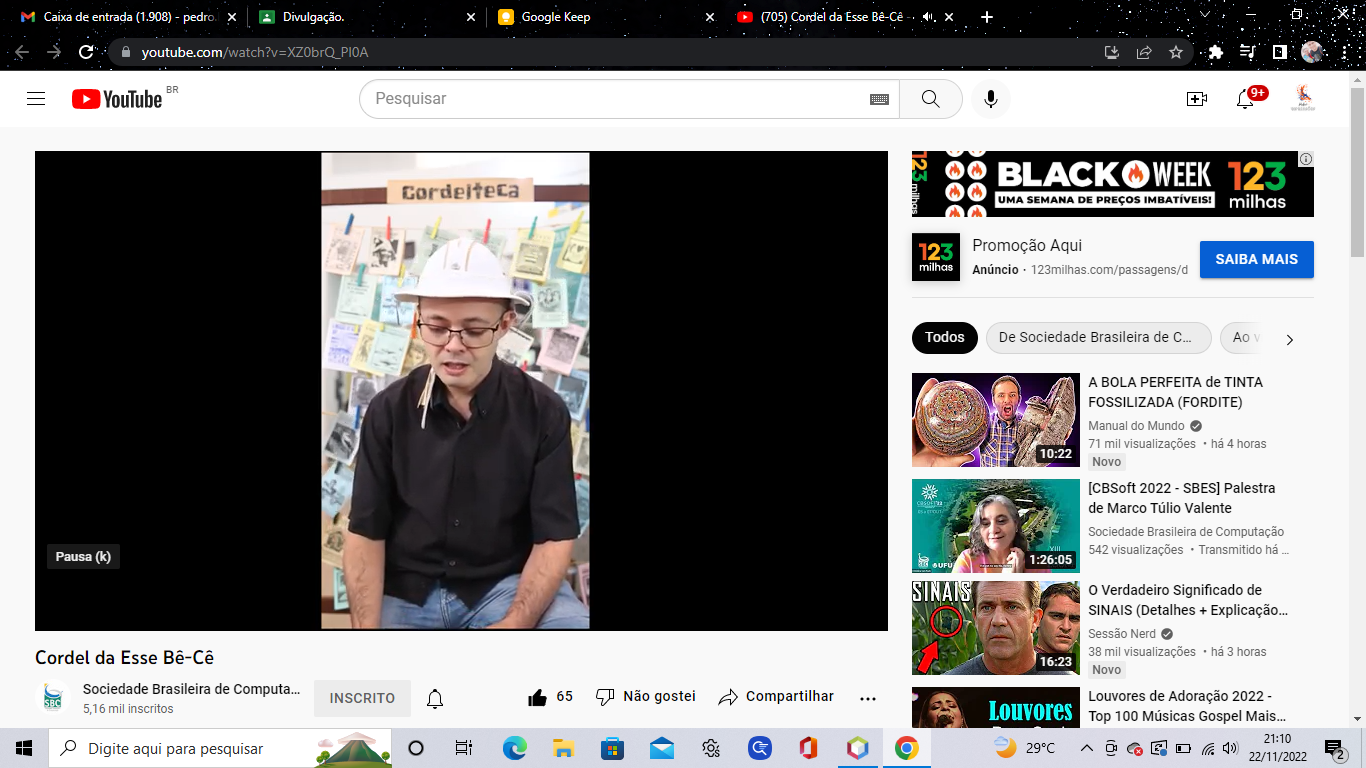 Caixa de entrada (1.908) - pedro.
Divulgação.
Google Keep
(705) Cordel da Esse Bê-Cê -
youtube.com/watch?v=XZ0brQ_PI0A
YouTube BR
Pesquisar
9+
Cordelteca
Pausa (k)
123 milhas
BLACK WEEK
UMA SEMANA DE PREÇOS IMBATÍVEIS!
123 milhas
123 milhas
Promoção Aqui
Anúncio · 123milhas.com/passagens/d
SAIBA MAIS
Todos
De Sociedade Brasileira de C...
Ao v
A BOLA PERFEITA de TINTA
FOSSILIZADA (FORDITE)
Manual do Mundo
71 mil visualizações • há 4 horas
Novo
10:22
[CBSoft 2022 - SBES] Palestra
de Marco Túlio Valente
Sociedade Brasileira de Computação
542 visualizações • Transmitido há ...
1:26:05
SINAIS
O Verdadeiro Significado de
SINAIS (Detalhes + Explicação...
Sessão Nerd
38 mil visualizações • há 3 horas
Novo
16:23
Louvores
Louvores de Adoração 2022 -
Top 100 Músicas Gospel Mais...
Cordel da Esse Bê-Cê
SBC
Sociedade Brasileira de Computa...
5,16 mil inscritos
INSCRITO
65
Não gostei
Compartilhar
Digite aqui para pesquisar
29°C
21:10
22/11/2022
2